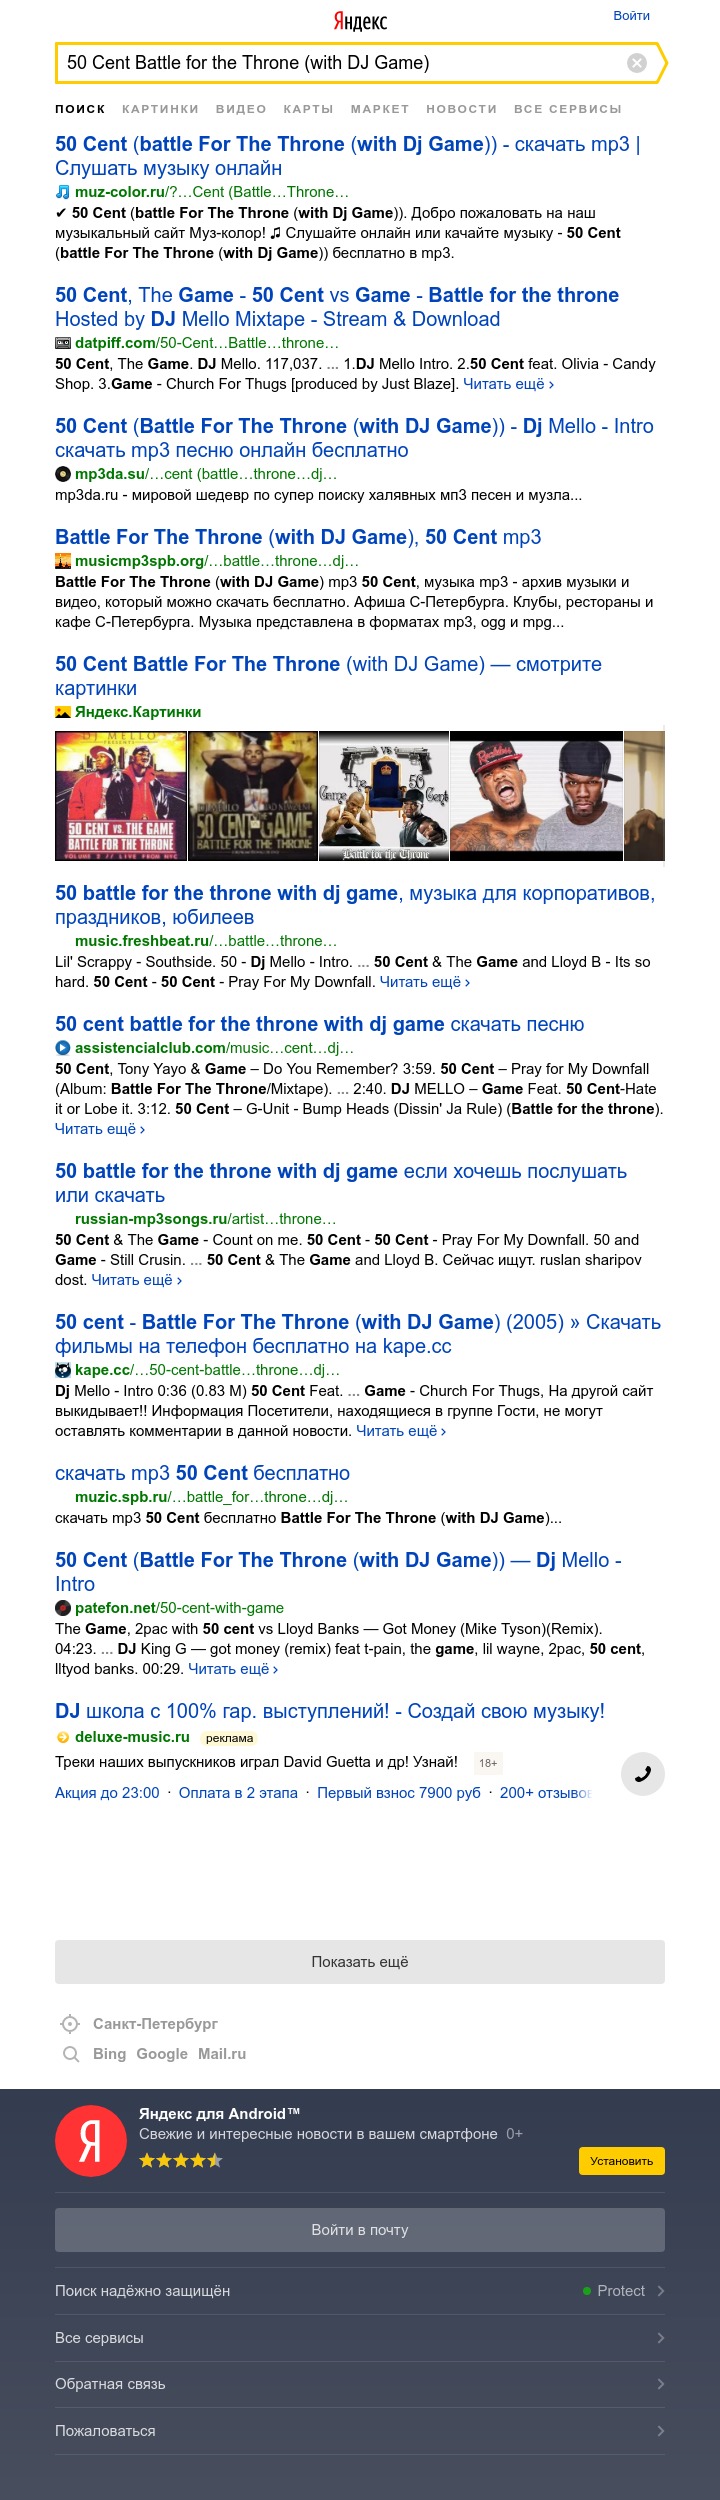 Яндекс
Войти
50 Cent Battle for the Throne (with DJ Game)
ПОИСК КАРТИНКИ ВИДЕО КАРТЫ МАРКЕТ НОВОСТИ ВСЕ СЕРВИСЫ
50 Cent (battle For The Throne (with Dj Game)) - скачать mp3 |
Слушать музыку онлайн
muz-color.ru/?…Cent (Battle…Throne…
✔ 50 Cent (battle For The Throne (with Dj Game)). Добро пожаловать на наш
музыкальный сайт Муз-колор! ♫ Слушайте онлайн или качайте музыку - 50 Cent
(battle For The Throne (with Dj Game)) бесплатно в mp3.
50 Cent, The Game - 50 Cent vs Game - Battle for the throne
Hosted by DJ Mello Mixtape - Stream & Download
datpiff.com/50-Cent…Battle…throne…
50 Cent, The Game. DJ Mello. 117,037. ... 1.DJ Mello Intro. 2.50 Cent feat. Olivia - Candy
Shop. 3.Game - Church For Thugs [produced by Just Blaze]. Читать ещё ›
50 Cent (Battle For The Throne (with DJ Game)) - Dj Mello - Intro
скачать mp3 песню онлайн бесплатно
mp3da.su/…cent (battle…throne…dj…
mp3da.ru - мировой шедевр по супер поиску халявных мп3 песен и музла...
Battle For The Throne (with DJ Game), 50 Cent mp3
musicmp3spb.org/…battle…throne…dj…
Battle For The Throne (with DJ Game) mp3 50 Cent, музыка mp3 - архив музыки и
видео, который можно скачать бесплатно. Афиша С-Петербурга. Клубы, рестораны и
кафе С-Петербурга. Музыка представлена в форматах mp3, ogg и mpg...
50 Cent Battle For The Throne (with DJ Game) — смотрите
картинки
Яндекс.Картинки
DJ MELLO
PRESENTS
50 CENT VS. THE GAME
BATTLE FOR THE THRONE
VOLUME 2 // LIVE FROM NYC
50 CENT GAME
BATTLE FOR THE THRONE
VS
The Game
50 Cent
Battle for the Throne
50 battle for the throne with dj game, музыка для корпоративов,
праздников, юбилеев
music.freshbeat.ru/…battle…throne…
Lil' Scrappy - Southside. 50 - Dj Mello - Intro. ... 50 Cent & The Game and Lloyd B - Its so
hard. 50 Cent - 50 Cent - Pray For My Downfall. Читать ещё ›
50 cent battle for the throne with dj game скачать песню
assistencialclub.com/music…cent…dj…
50 Cent, Tony Yayo & Game – Do You Remember? 3:59. 50 Cent – Pray for My Downfall
(Album: Battle For The Throne/Mixtape). ... 2:40. DJ MELLO – Game Feat. 50 Cent-Hate
it or Lobe it. 3:12. 50 Cent – G-Unit - Bump Heads (Dissin' Ja Rule) (Battle for the throne).
Читать ещё ›
50 battle for the throne with dj game если хочешь послушать
или скачать
russian-mp3songs.ru/artist…throne…
50 Cent & The Game - Count on me. 50 Cent - 50 Cent - Pray For My Downfall. 50 and
Game - Still Crusin. ... 50 Cent & The Game and Lloyd B. Сейчас ищут. ruslan sharipov
dost. Читать ещё ›
50 cent - Battle For The Throne (with DJ Game) (2005) » Скачать
фильмы на телефон бесплатно на kape.cc
kape.cc/…50-cent-battle…throne…dj…
Dj Mello - Intro 0:36 (0.83 M) 50 Cent Feat. ... Game - Church For Thugs, На другой сайт
выкидывает!! Информация Посетители, находящиеся в группе Гости, не могут
оставлять комментарии в данной новости. Читать ещё ›
скачать mp3 50 Cent бесплатно
muzic.spb.ru/…battle_for…throne…dj…
скачать mp3 50 Cent бесплатно Battle For The Throne (with DJ Game)...
50 Cent (Battle For The Throne (with DJ Game)) — Dj Mello -
Intro
patefon.net/50-cent-with-game
The Game, 2pac with 50 cent vs Lloyd Banks — Got Money (Mike Tyson)(Remix).
04:23. ... DJ King G — got money (remix) feat t-pain, the game, lil wayne, 2pac, 50 cent,
lltyod banks. 00:29. Читать ещё ›
DJ школа с 100% гар. выступлений! - Создай свою музыку!
deluxe-music.ru реклама
Треки наших выпускников играл David Guetta и др! Узнай! 18+
Акция до 23:00 · Оплата в 2 этапа · Первый взнос 7900 руб · 200+ отзывов
Показать ещё
Санкт-Петербург
Bing Google Mail.ru
Я
Яндекс для Android™
Свежие и интересные новости в вашем смартфоне 0+
Установить
Войти в почту
Поиск надёжно защищён Protect
Все сервисы
Обратная связь
Пожаловаться